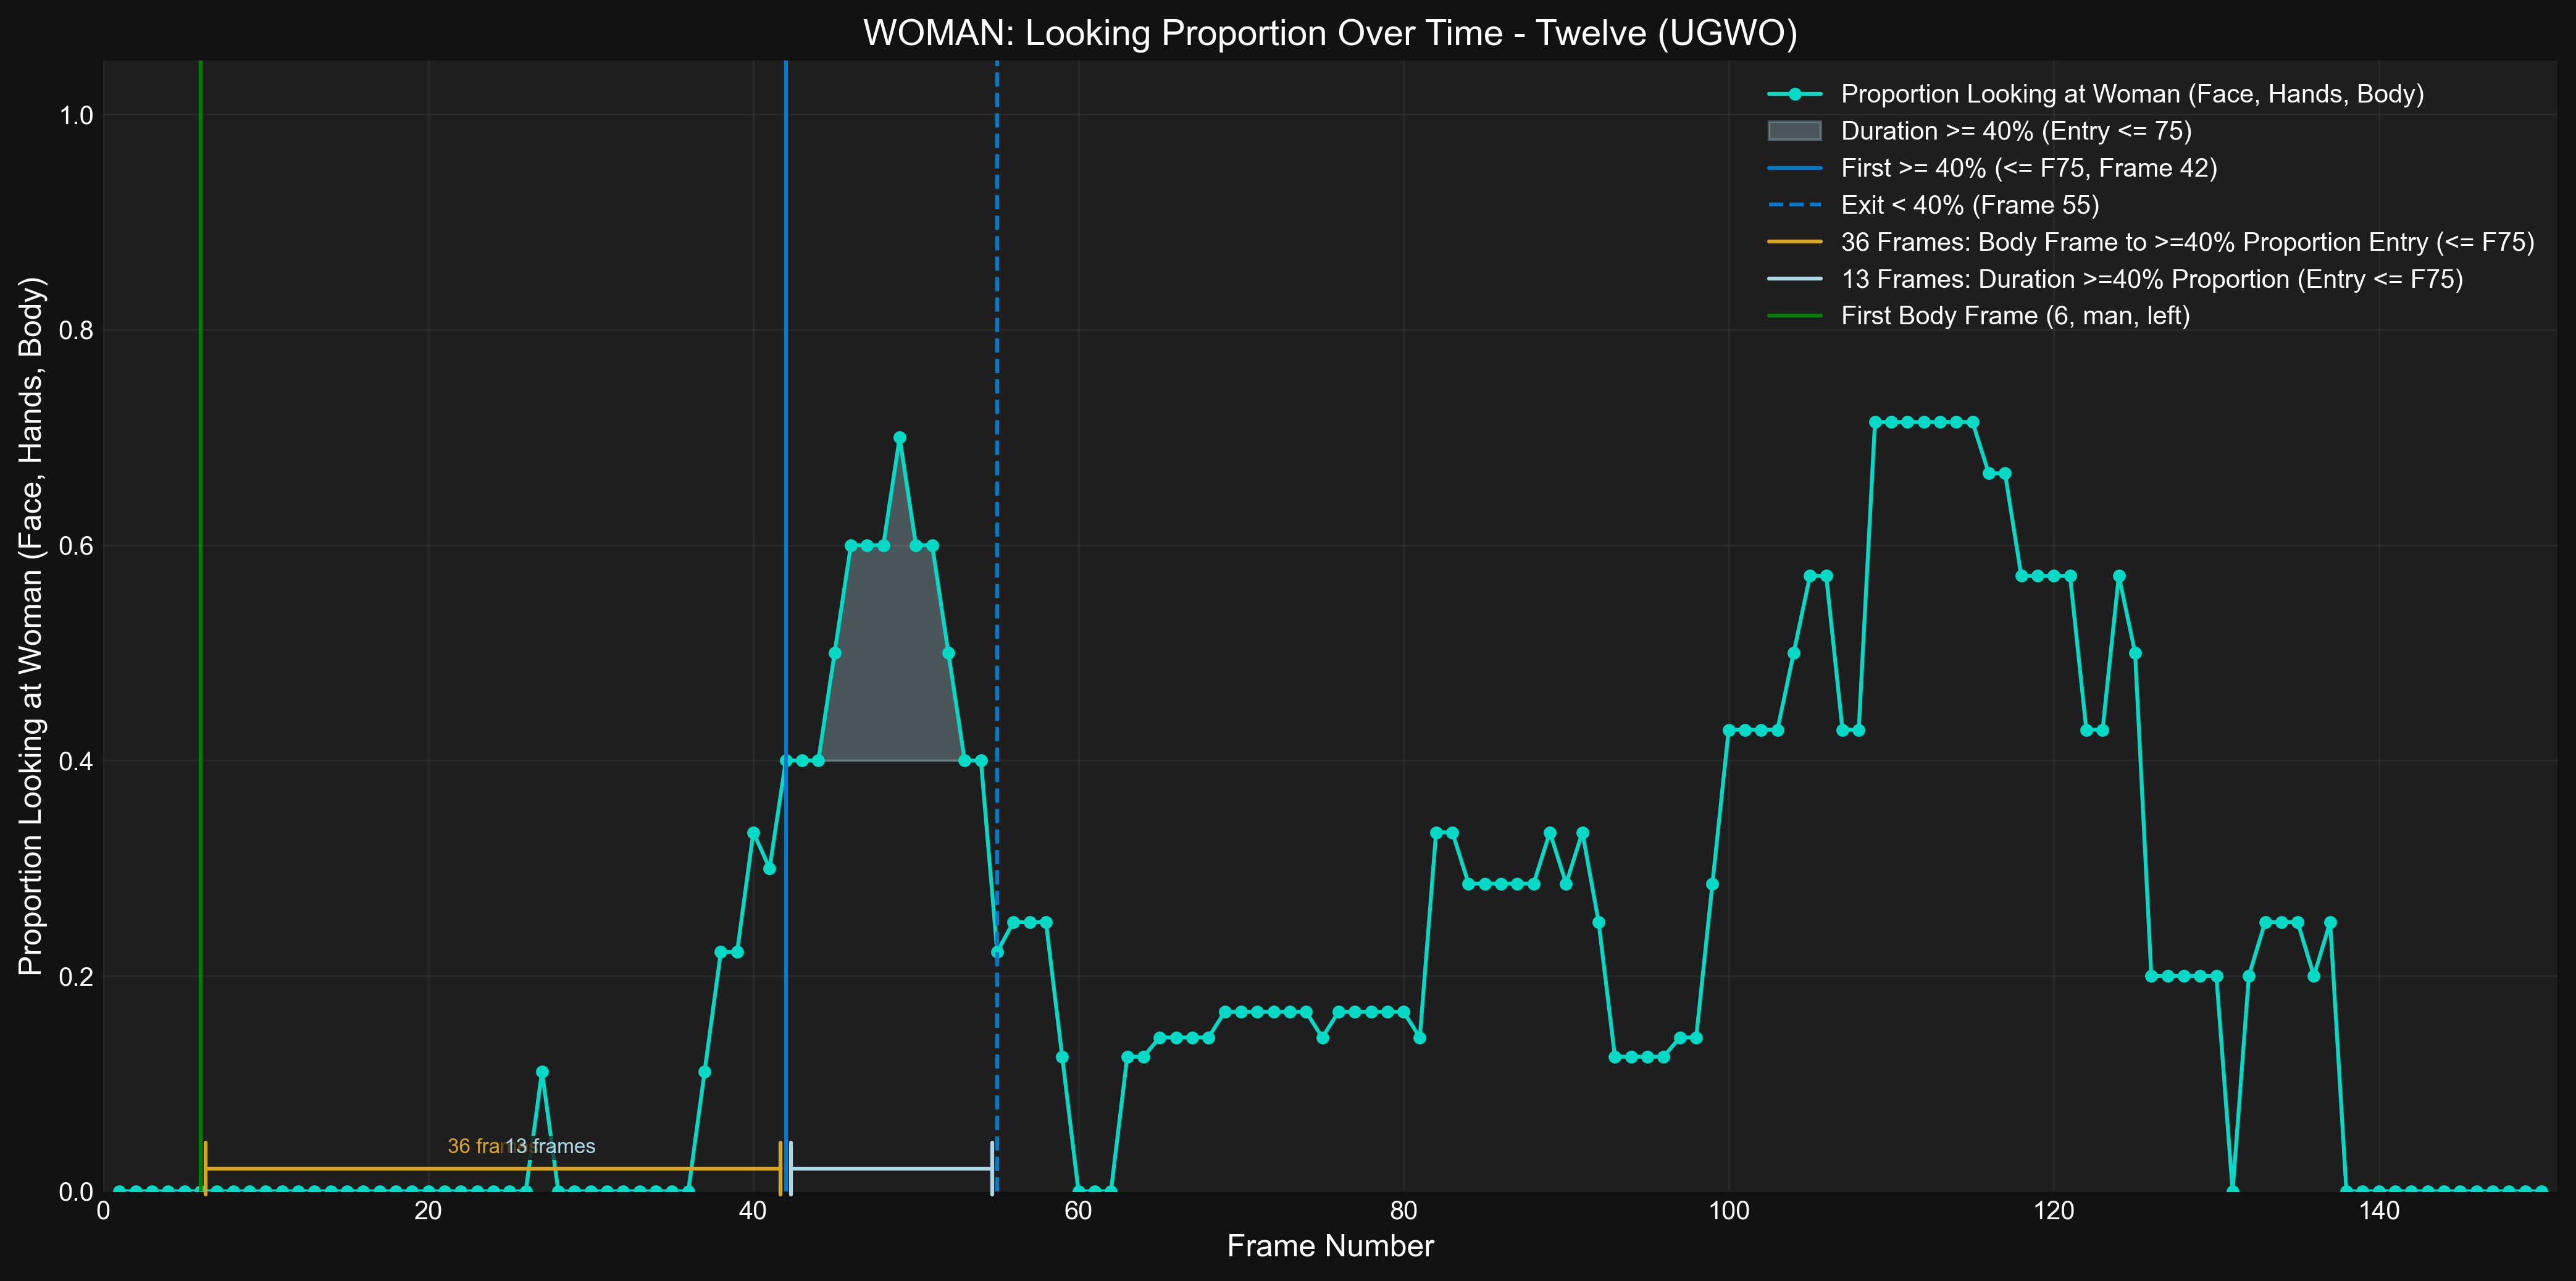 WOMAN: Looking Proportion Over Time - Twelve (UGWO)
Proportion Looking at Woman (Face, Hands, Body)
Duration >= 40% (Entry <= 75)
First >= 40% (<= F75, Frame 42)
Exit < 40% (Frame 55)
36 Frames: Body Frame to >=40% Proportion Entry (<= F75)
13 Frames: Duration >=40% Proportion (Entry <= F75)
First Body Frame (6, man, left)
Proportion Looking at Woman (Face, Hands, Body)
1.0
0.8
0.6
0.4
0.2
0.0
36 frames
13 frames
0 20 40 60 80 100 120 140
Frame Number